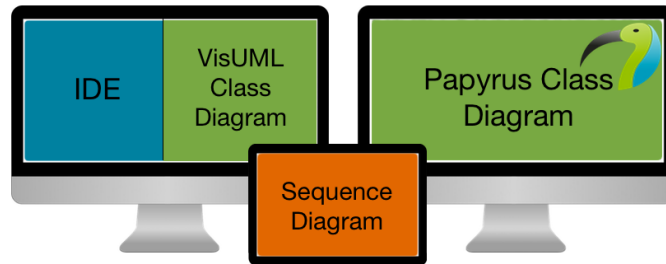 IDE
VisUML
Class
Diagram
Papyrus Class
Diagram
Sequence
Diagram